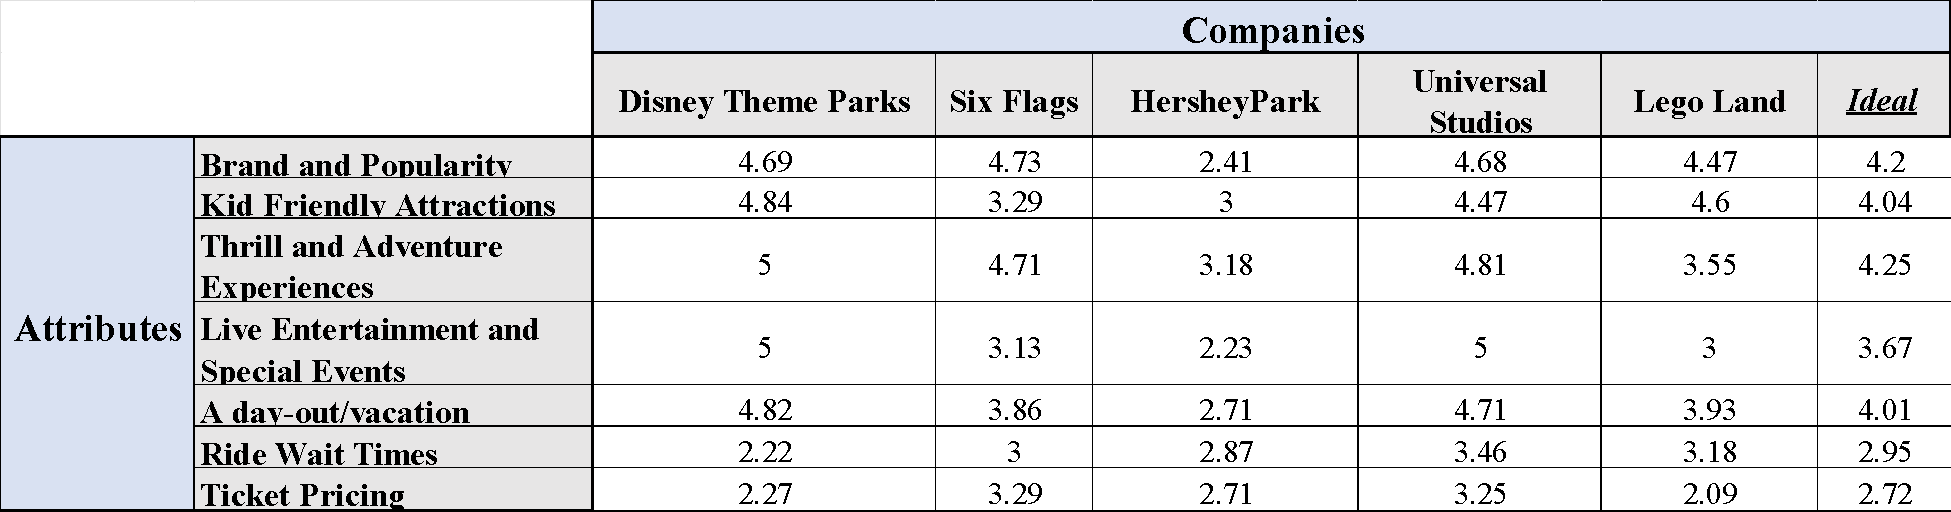 Companies
Disney Theme Parks Six Flags HersheyPark Universal Studios Lego Land Ideal
Attributes
Brand and Popularity 4.69 4.73 2.41 4.68 4.47 4.2
Kid Friendly Attractions 4.84 3.29 3 4.47 4.6 4.04
Thrill and Adventure Experiences 5 4.71 3.18 4.81 3.55 4.25
Live Entertainment and Special Events 5 3.13 2.23 5 3 3.67
A day-out/vacation 4.82 3.86 2.71 4.71 3.93 4.01
Ride Wait Times 2.22 3 2.87 3.46 3.18 2.95
Ticket Pricing 2.27 3.29 2.71 3.25 2.09 2.72